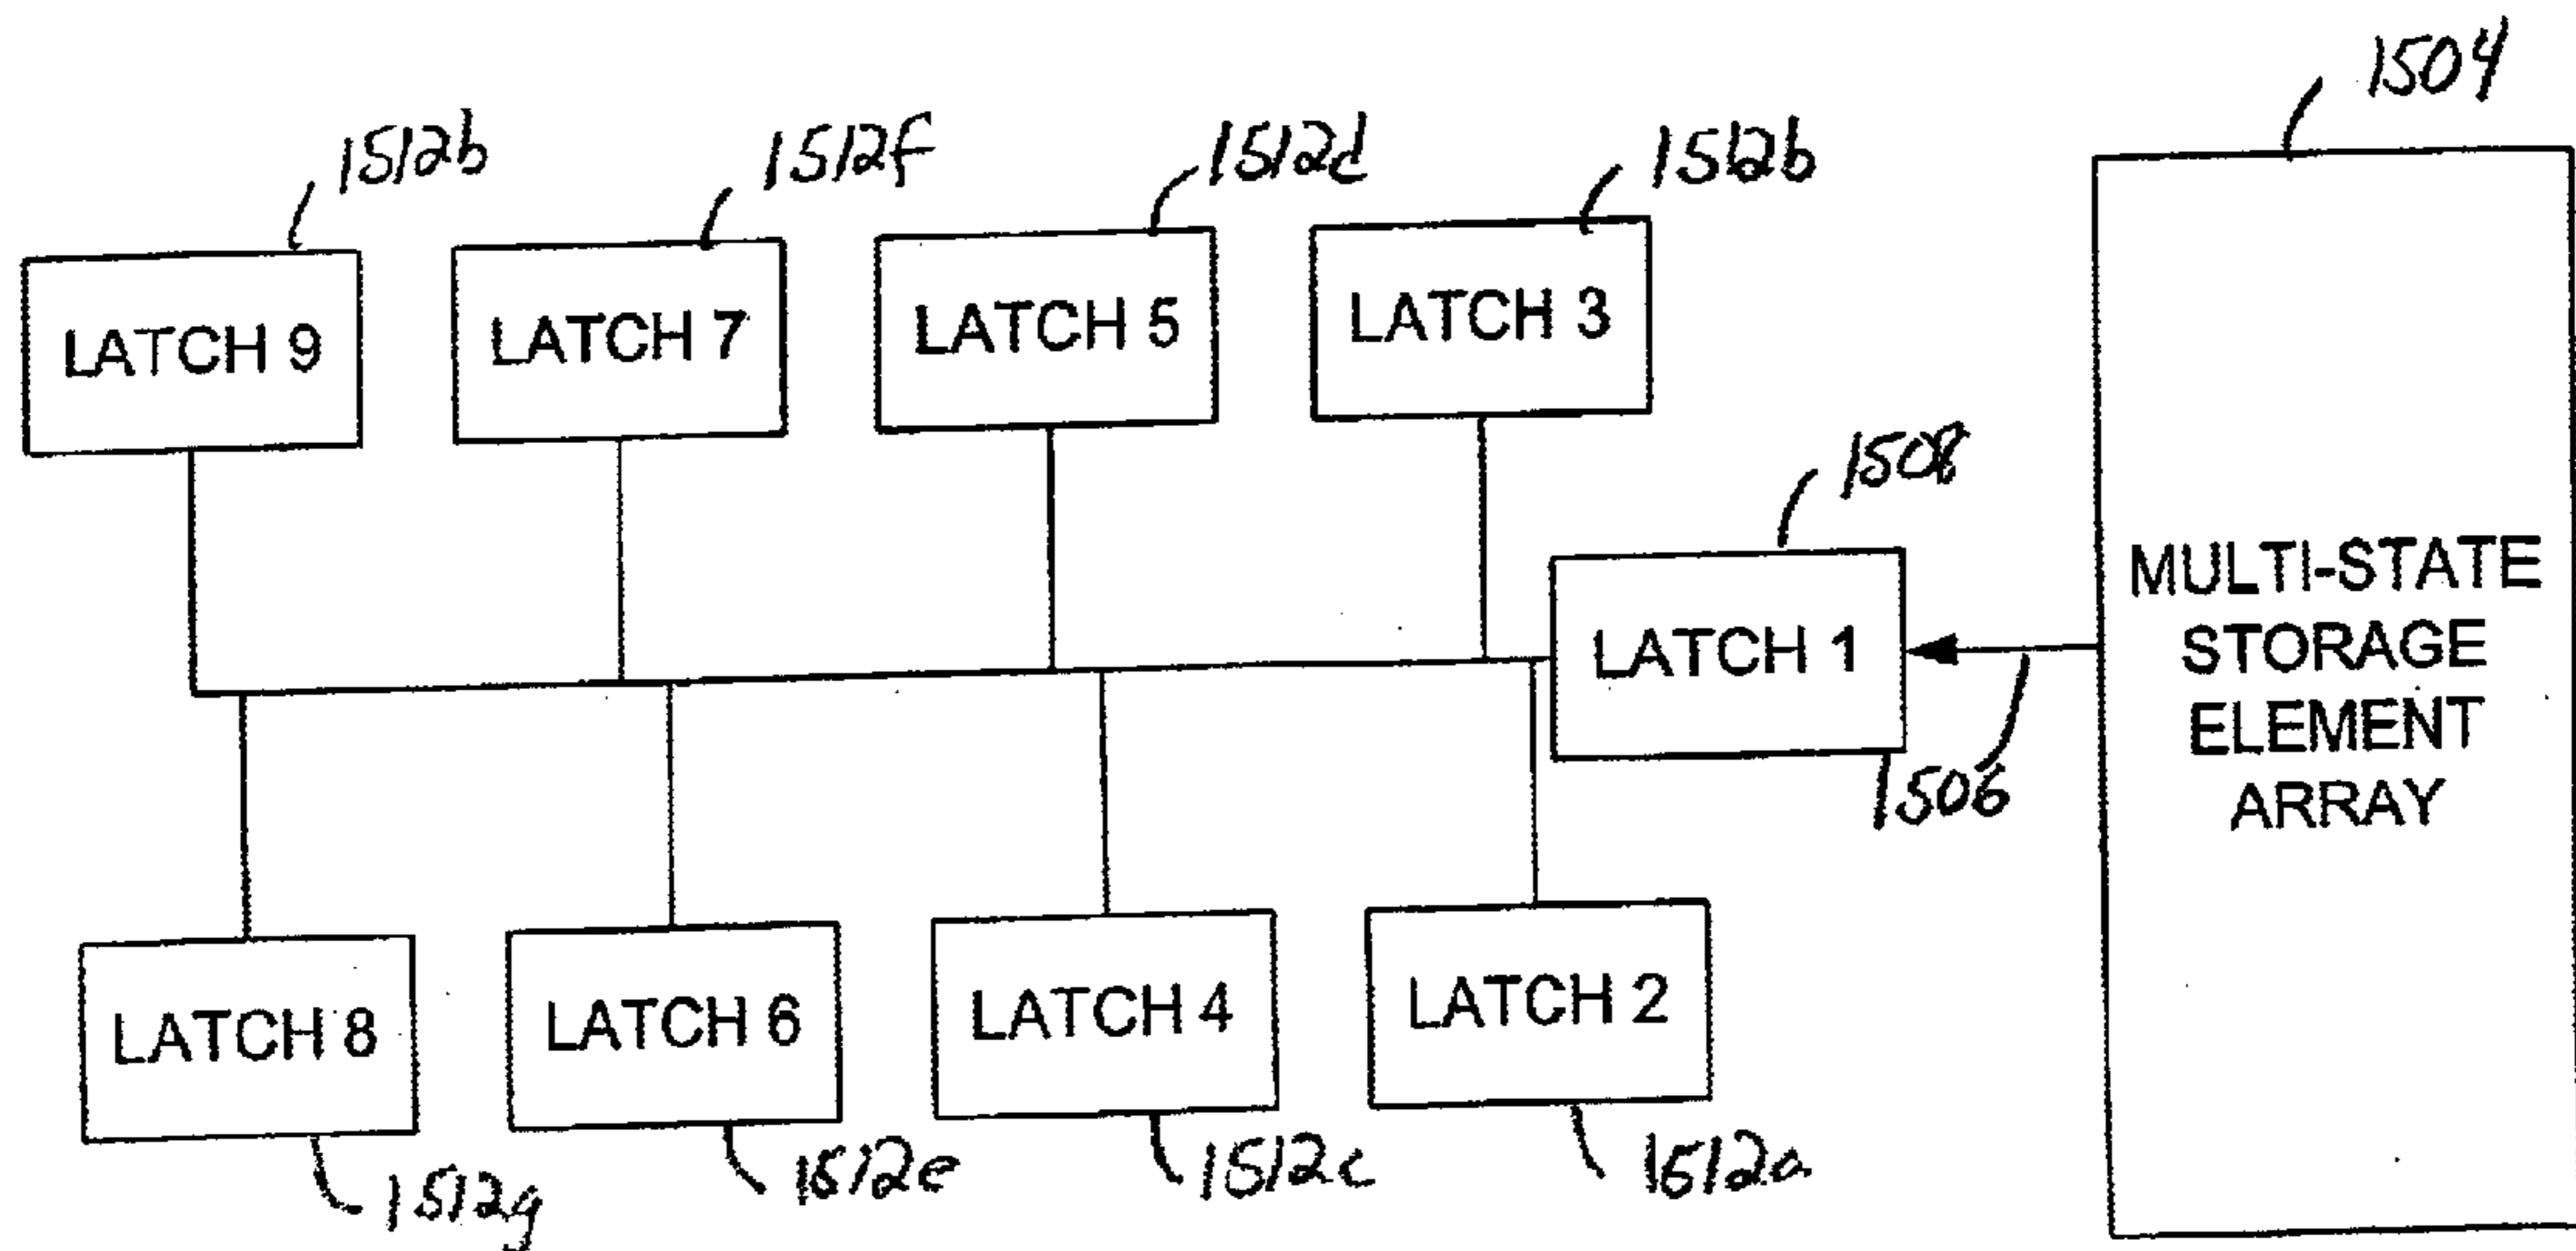 1504
1512b
1512f
1512d
1512b
LATCH 9
LATCH 7
LATCH 5
LATCH 3
1508
LATCH 1
MULTI-STATE
STORAGE
ELEMENT
ARRAY
1506
LATCH 8
LATCH 6
LATCH 4
LATCH 2
1512g
1512e
1512c
1512a